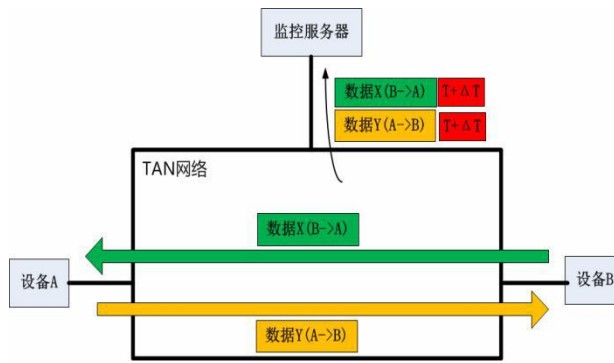 监控服务器
数据X(B->A) T+ΔT
数据Y(A->B) T+ΔT
TAN网络
数据X(B->A)
设备A
设备B
数据Y(A->B)